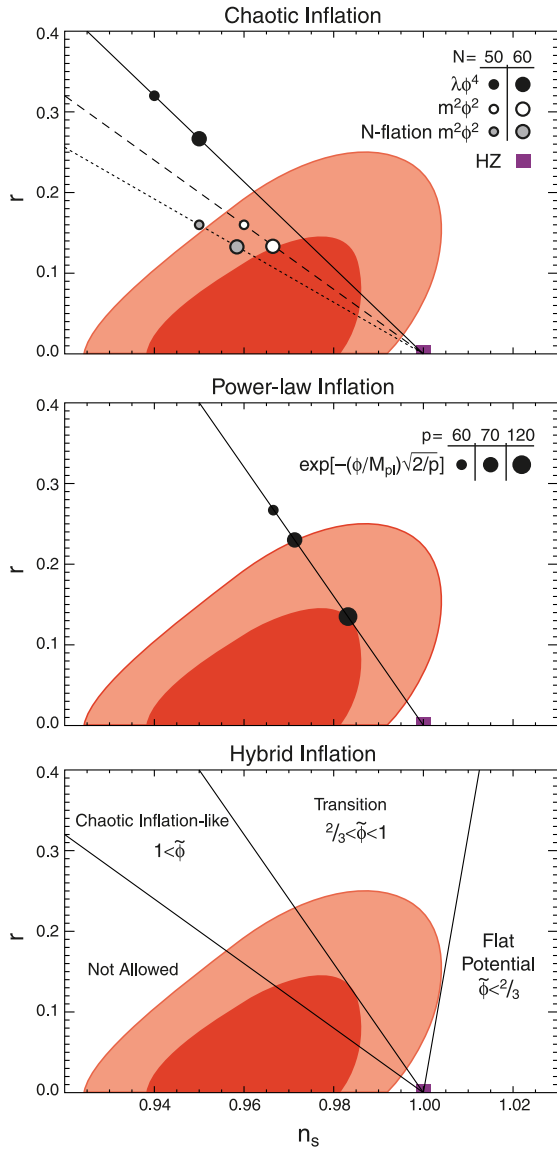 Chaotic Inflation
N= 50 60
λϕ⁴
m²ϕ²
N-flation m²ϕ²
HZ
r
0.4
0.3
0.2
0.1
0.0
Power-law Inflation
p= 60 70 120
exp[-(ϕ/Mpl)√2/p]
r
0.4
0.3
0.2
0.1
0.0
Hybrid Inflation
Transition
2/3<ϕ̃<1
Chaotic Inflation-like
1<ϕ̃
Not Allowed
Flat
Potential
ϕ̃<2/3
r
0.4
0.3
0.2
0.1
0.0
0.94 0.96 0.98 1.00 1.02
ns